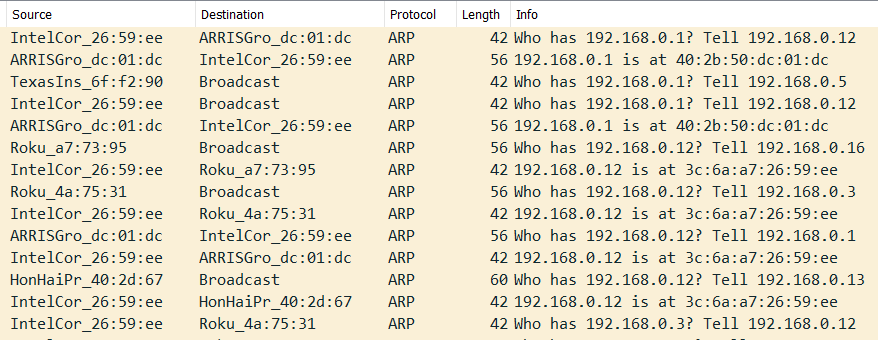 Source Destination Protocol Length Info
IntelCor_26:59:ee ARRISGro_dc:01:dc ARP 42 Who has 192.168.0.1? Tell 192.168.0.12
ARRISGro_dc:01:dc IntelCor_26:59:ee ARP 56 192.168.0.1 is at 40:2b:50:dc:01:dc
TexasIns_6f:f2:90 Broadcast ARP 42 Who has 192.168.0.1? Tell 192.168.0.5
IntelCor_26:59:ee Broadcast ARP 42 Who has 192.168.0.1? Tell 192.168.0.12
ARRISGro_dc:01:dc IntelCor_26:59:ee ARP 56 192.168.0.1 is at 40:2b:50:dc:01:dc
Roku_a7:73:95 Broadcast ARP 56 Who has 192.168.0.12? Tell 192.168.0.16
IntelCor_26:59:ee Roku_a7:73:95 ARP 42 192.168.0.12 is at 3c:6a:a7:26:59:ee
Roku_4a:75:31 Broadcast ARP 56 Who has 192.168.0.12? Tell 192.168.0.3
IntelCor_26:59:ee Roku_4a:75:31 ARP 42 192.168.0.12 is at 3c:6a:a7:26:59:ee
ARRISGro_dc:01:dc IntelCor_26:59:ee ARP 56 Who has 192.168.0.12? Tell 192.168.0.1
IntelCor_26:59:ee ARRISGro_dc:01:dc ARP 42 192.168.0.12 is at 3c:6a:a7:26:59:ee
HonHaiPr_40:2d:67 Broadcast ARP 60 Who has 192.168.0.12? Tell 192.168.0.13
IntelCor_26:59:ee HonHaiPr_40:2d:67 ARP 42 192.168.0.12 is at 3c:6a:a7:26:59:ee
IntelCor_26:59:ee Roku_4a:75:31 ARP 42 Who has 192.168.0.3? Tell 192.168.0.12